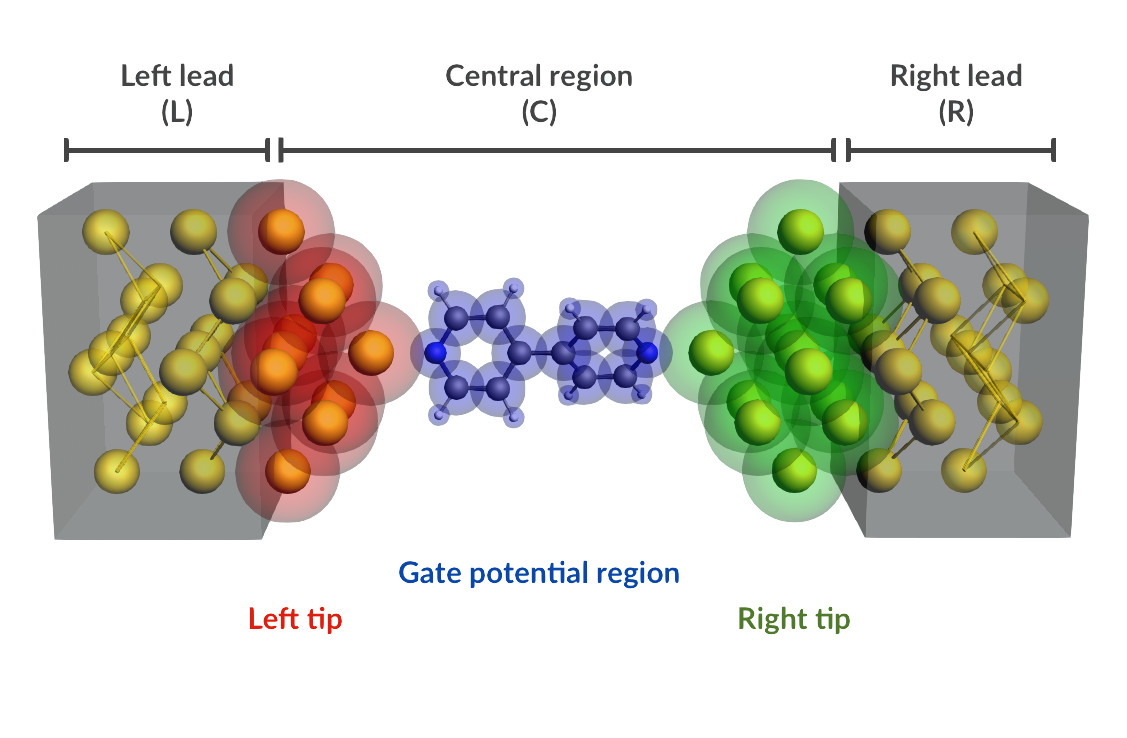 Left lead
(L)
Central region
(C)
Right lead
(R)
Gate potential region
Left tip
Right tip